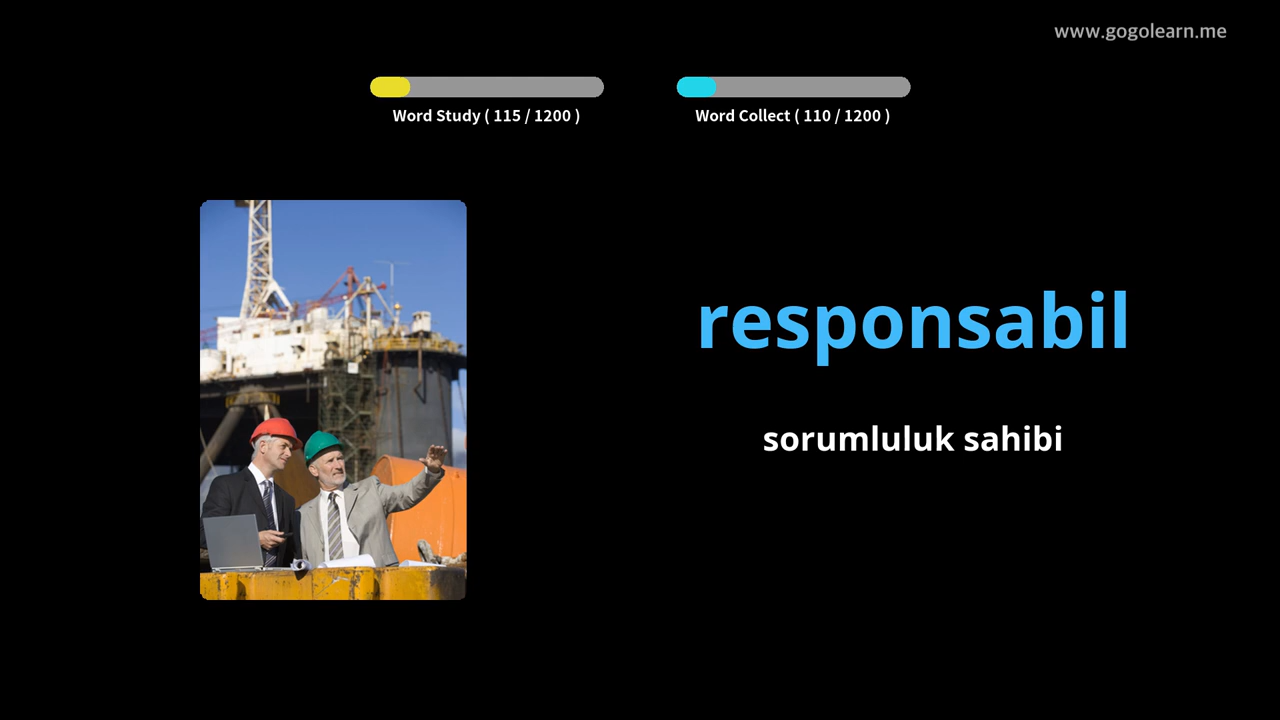 www.gogolearn.me
Word Study ( 115 / 1200 )
Word Collect ( 110 / 1200 )
responsabil
sorumluluk sahibi